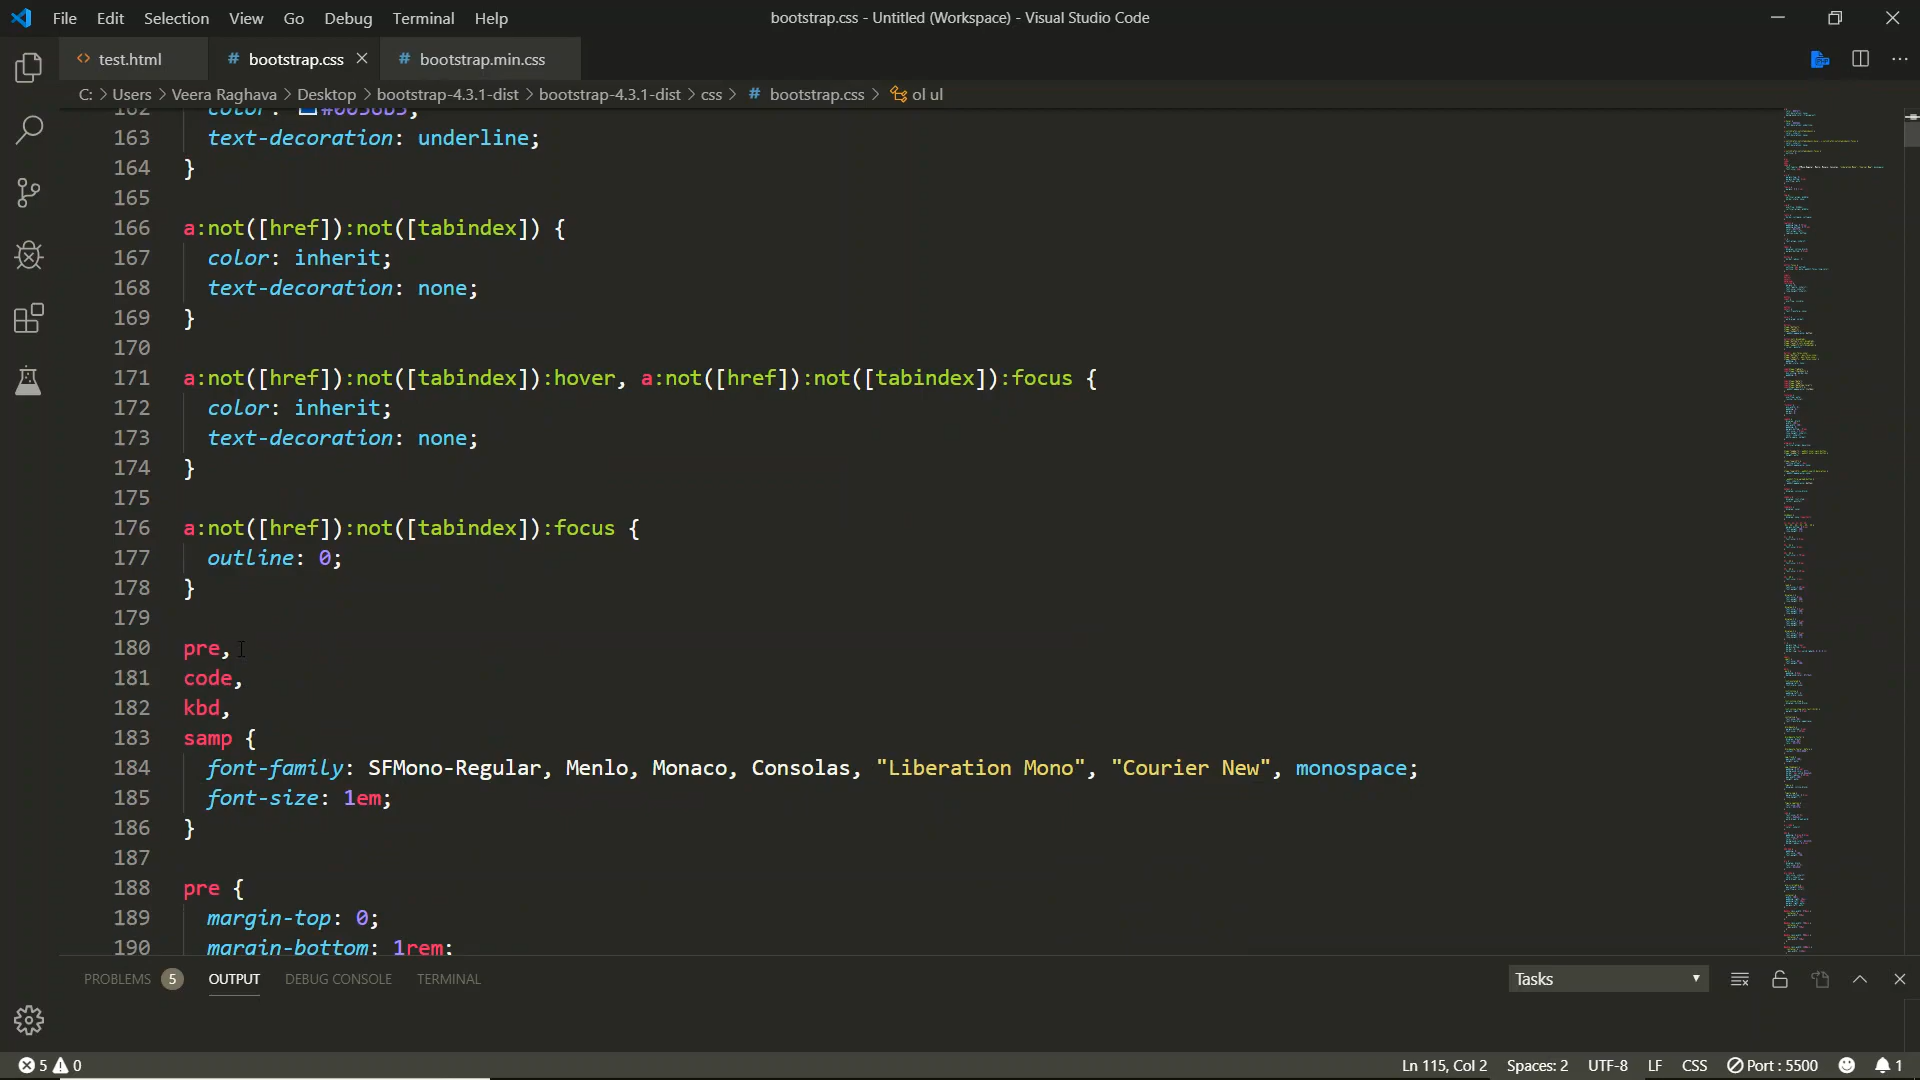 File Edit Selection View Go Debug Terminal Help
bootstrap.css - Untitled (Workspace) - Visual Studio Code
test.html
# bootstrap.css
# bootstrap.min.css
C: > Users > Veera Raghava > Desktop > bootstrap-4.3.1-dist > bootstrap-4.3.1-dist > css > # bootstrap.css > ol ul
163 text-decoration: underline;
164 }
165
166 a:not([href]):not([tabindex]) {
167 color: inherit;
168 text-decoration: none;
169 }
170
171 a:not([href]):not([tabindex]):hover, a:not([href]):not([tabindex]):focus {
172 color: inherit;
173 text-decoration: none;
174 }
175
176 a:not([href]):not([tabindex]):focus {
177 outline: 0;
178 }
179
180 pre,
181 code,
182 kbd,
183 samp {
184 font-family: SFMono-Regular, Menlo, Monaco, Consolas, "Liberation Mono", "Courier New", monospace;
185 font-size: 1em;
186 }
187
188 pre {
189 margin-top: 0;
190 margin-bottom: 1rem;
PROBLEMS 5 OUTPUT DEBUG CONSOLE TERMINAL
Tasks
5 0
Ln 115, Col 2 Spaces: 2 UTF-8 LF CSS Port : 5500 1